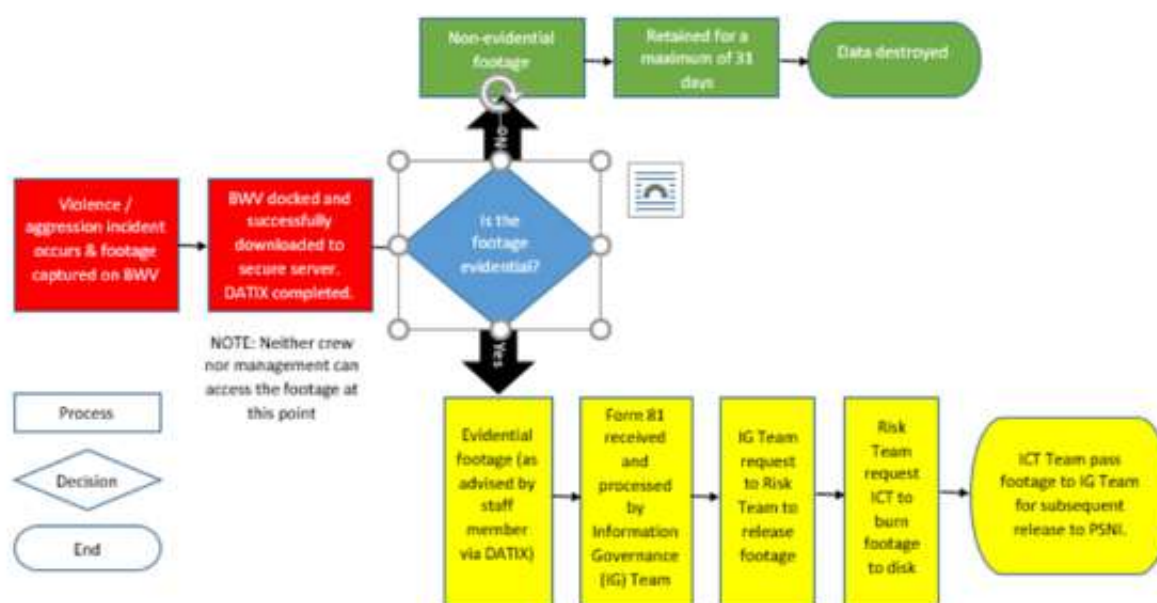 Non-evidential
footage
Retained for a
maximum of 31
days
Data destroyed
No
Violence /
aggression incident
occurs & footage
captured on BWV
BWV docked and
successfully
downloaded to
secure server.
DATIX completed.
Is the
footage
evidential?
NOTE: Neither crew
nor management can
access the footage at
this point
Yes
Process
Decision
End
Evidential
footage (as
advised by
staff
member
via DATIX)
Form 81
received
and
processed
by
Information
Governance
(IG) Team
IG Team
request
to Risk
Team to
release
footage
Risk
Team
request
ICT to
burn
footage
to disk
ICT Team pass
footage to IG Team
for subsequent
release to PSNI.